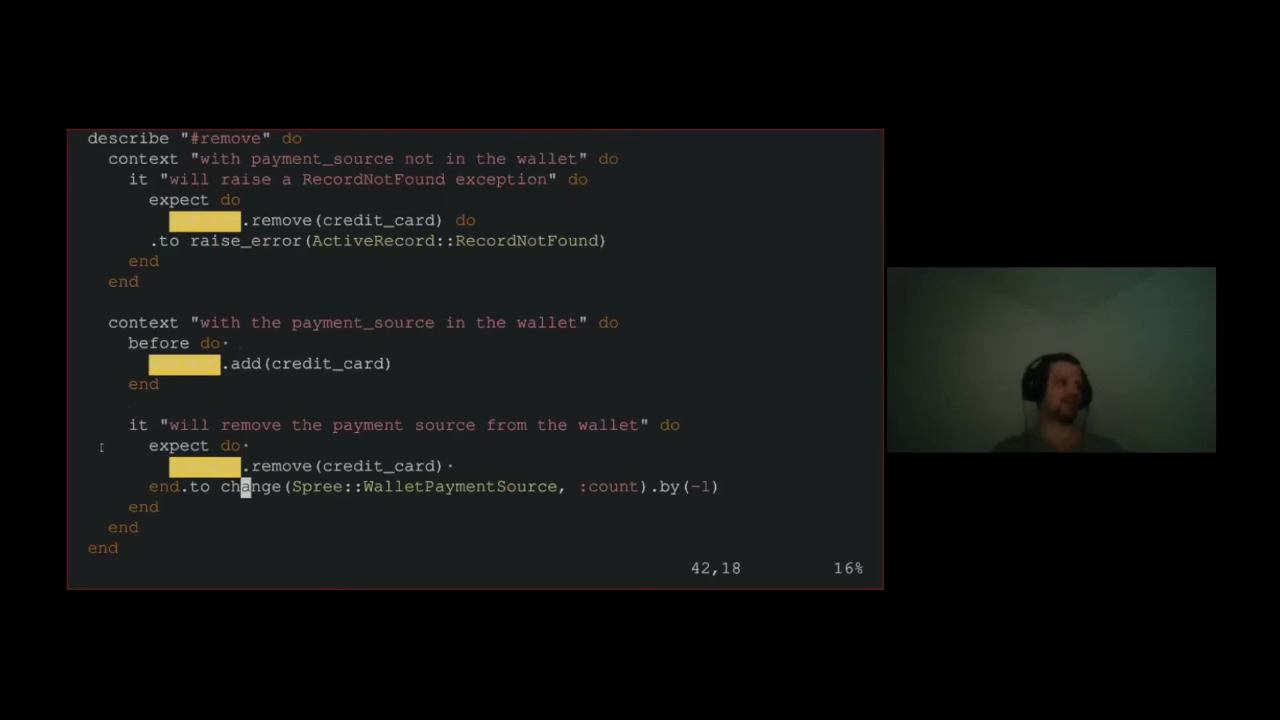 describe "#remove" do
context "with payment_source not in the wallet" do
it "will raise a RecordNotFound exception" do
expect do
.remove(credit_card) do
.to raise_error(ActiveRecord::RecordNotFound)
end
end
context "with the payment_source in the wallet" do
before do·
.add(credit_card)
end
it "will remove the payment source from the wallet" do
expect do·
.remove(credit_card)·
end.to change(Spree::WalletPaymentSource, :count).by(-1)
end
end
end
42,18 16%